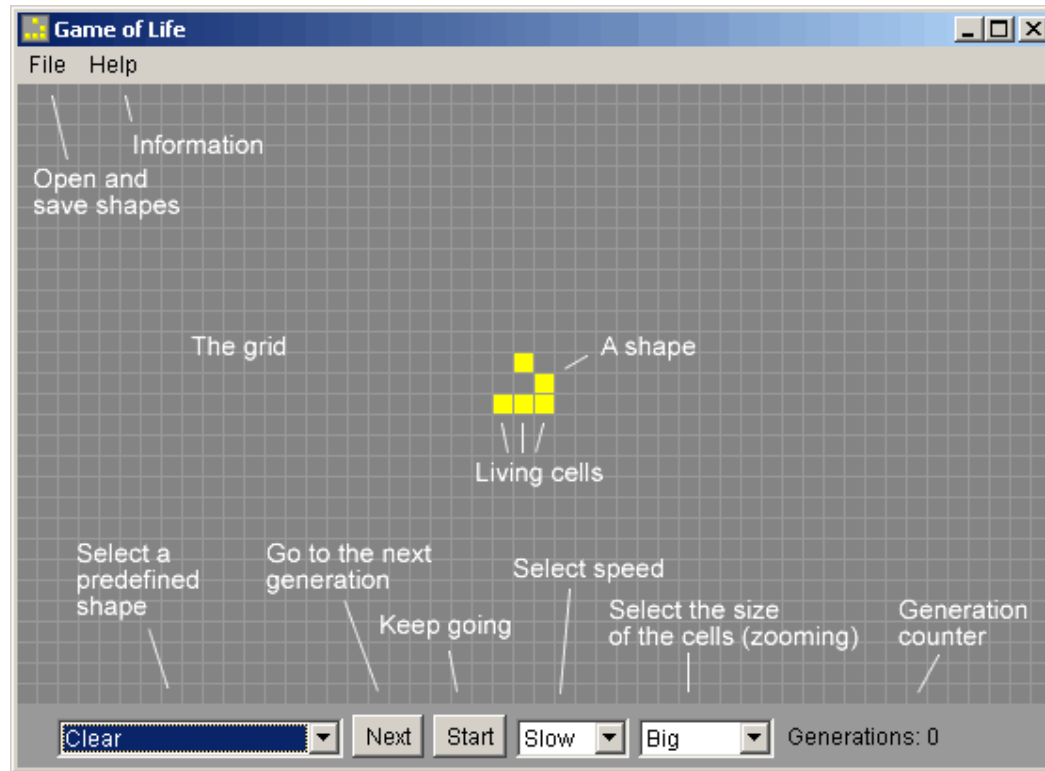 Game of Life
File Help
Information
Open and
save shapes
The grid
A shape
Living cells
Select a
predefined
shape
Go to the next
generation
Keep going
Select speed
Select the size
of the cells (zooming)
Generation
counter
Clear Next Start Slow Big Generations: 0